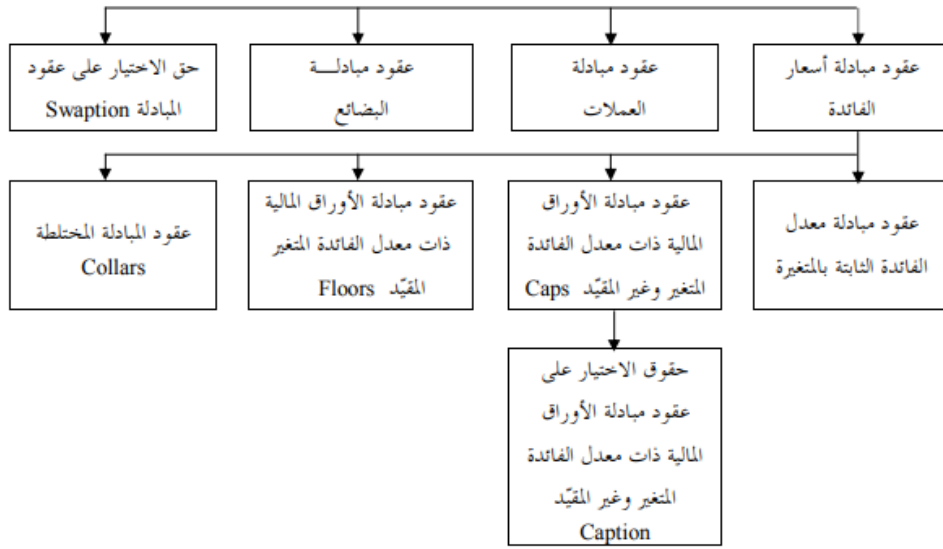 عقود مبادلة أسعار
الفائدة
عقود مبادلة
العملات
عقود مبادلـــة
البضائع
حق الاختيار على عقود
المبادلة Swaption
عقود مبادلة معدل
الفائدة الثابتة بالمتغيرة
عقود مبادلة الأوراق
المالية ذات معدل الفائدة
المتغير وغير المقيّد Caps
عقود مبادلة الأوراق المالية
ذات معدل الفائدة المتغير
المقيّد Floors
عقود المبادلة المختلطة
Collars
حقوق الاختيار على
عقود مبادلة الأوراق
المالية ذات معدل الفائدة
المتغير وغير المقيّد
Caption